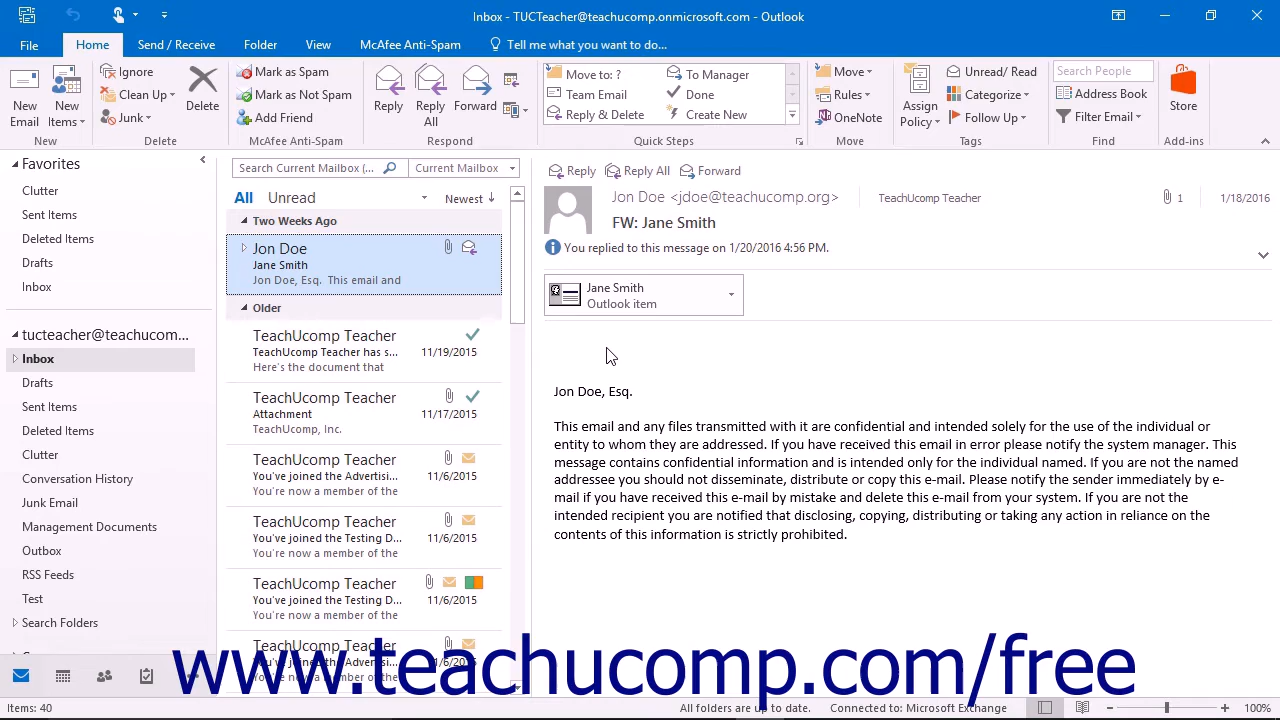 Inbox - TUCTeacher@teachucomp.onmicrosoft.com - Outlook
File Home Send / Receive Folder View McAfee Anti-Spam Tell me what you want to do...
New Email
New Items
New
Ignore
Clean Up
Junk
Delete
Delete
Mark as Spam
Mark as Not Spam
Add Friend
McAfee Anti-Spam
Reply
Reply All
Forward
Respond
Move to: ?
Team Email
Reply & Delete
To Manager
Done
Create New
Quick Steps
Move
Rules
OneNote
Move
Assign Policy
Unread/ Read
Categorize
Follow Up
Tags
Search People
Address Book
Filter Email
Find
Store
Add-ins
Favorites
Clutter
Sent Items
Deleted Items
Drafts
Inbox
tucteacher@teachucomp...
Inbox
Drafts
Sent Items
Deleted Items
Clutter
Conversation History
Junk Email
Management Documents
Outbox
RSS Feeds
Test
Search Folders
Search Current Mailbox (... Current Mailbox
All Unread Newest
Two Weeks Ago
Jon Doe
Jane Smith
Jon Doe, Esq. This email and
Older
TeachUcomp Teacher
TeachUcomp Teacher has s... 11/19/2015
Here's the document that
TeachUcomp Teacher
Attachment 11/17/2015
TeachUcomp, Inc.
TeachUcomp Teacher
You've joined the Advertisi... 11/6/2015
You're now a member of the
TeachUcomp Teacher
You've joined the Testing D... 11/6/2015
You're now a member of the
TeachUcomp Teacher
You've joined the Testing D... 11/6/2015
You're now a member of the
TeachUcomp Teacher
Reply Reply All Forward
Jon Doe <jdoe@teachucomp.org> TeachUcomp Teacher 1 1/18/2016
FW: Jane Smith
You replied to this message on 1/20/2016 4:56 PM.
Jane Smith
Outlook item
Jon Doe, Esq.
This email and any files transmitted with it are confidential and intended solely for the use of the individual or
entity to whom they are addressed. If you have received this email in error please notify the system manager. This
message contains confidential information and is intended only for the individual named. If you are not the named
addressee you should not disseminate, distribute or copy this e-mail. Please notify the sender immediately by e-
mail if you have received this e-mail by mistake and delete this e-mail from your system. If you are not the
intended recipient you are notified that disclosing, copying, distributing or taking any action in reliance on the
contents of this information is strictly prohibited.
www.teachucomp.com/free
Items: 40 All folders are up to date. Connected to: Microsoft Exchange 100%